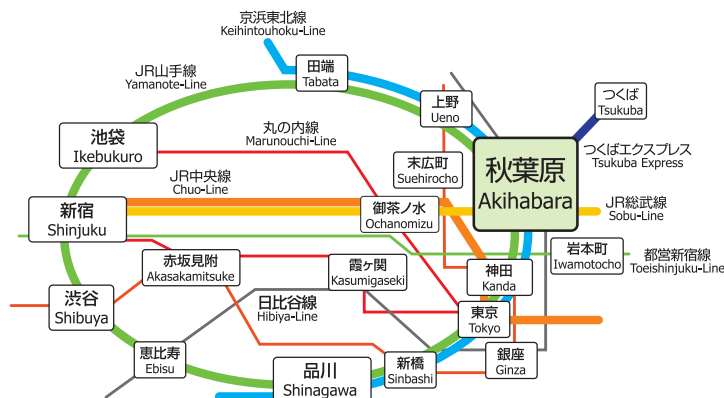 京浜東北線
Keihintouhoku-Line
田端
Tabata
JR山手線
Yamanote-Line
上野
Ueno
つくば
Tsukuba
池袋
Ikebukuro
丸の内線
Marunouchi-Line
末広町
Suehirocho
秋葉原
Akihabara
つくばエクスプレス
Tsukuba Express
JR中央線
Chuo-Line
新宿
Shinjuku
御茶ノ水
Ochanomizu
JR総武線
Sobu-Line
岩本町
Iwamotocho
都営新宿線
Toeishinjuku-Line
赤坂見附
Akasakamitsuke
霞ヶ関
Kasumigaseki
神田
Kanda
渋谷
Shibuya
日比谷線
Hibiya-Line
東京
Tokyo
恵比寿
Ebisu
品川
Shinagawa
新橋
Sinbashi
銀座
Ginza